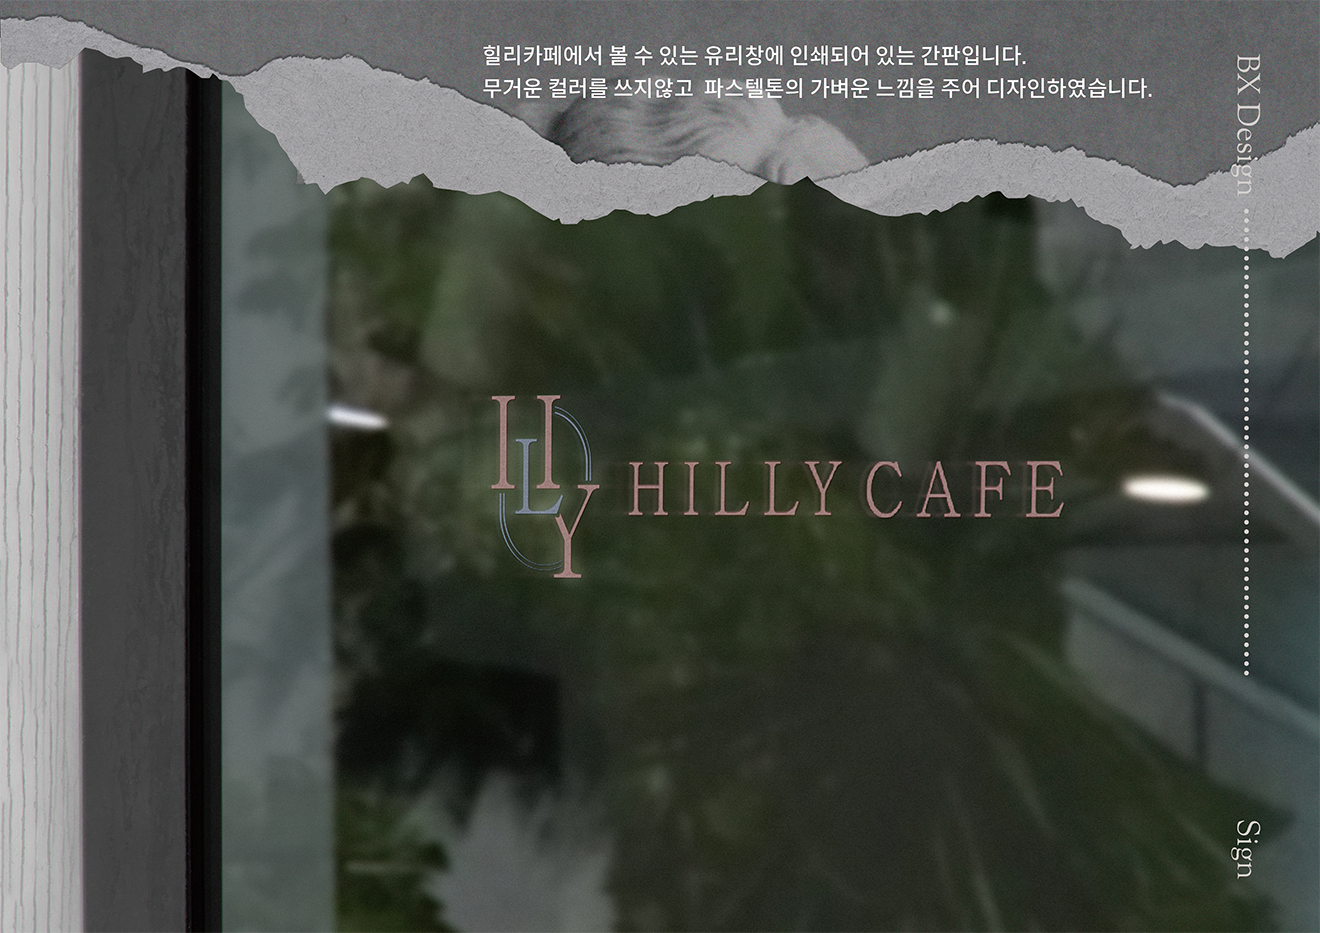 힐리카페에서 볼 수 있는 유리창에 인쇄되어 있는 간판입니다.
무거운 컬러를 쓰지않고 파스텔톤의 가벼운 느낌을 주어 디자인하였습니다.
BX Design
Sign
HLY
HILLY CAFE